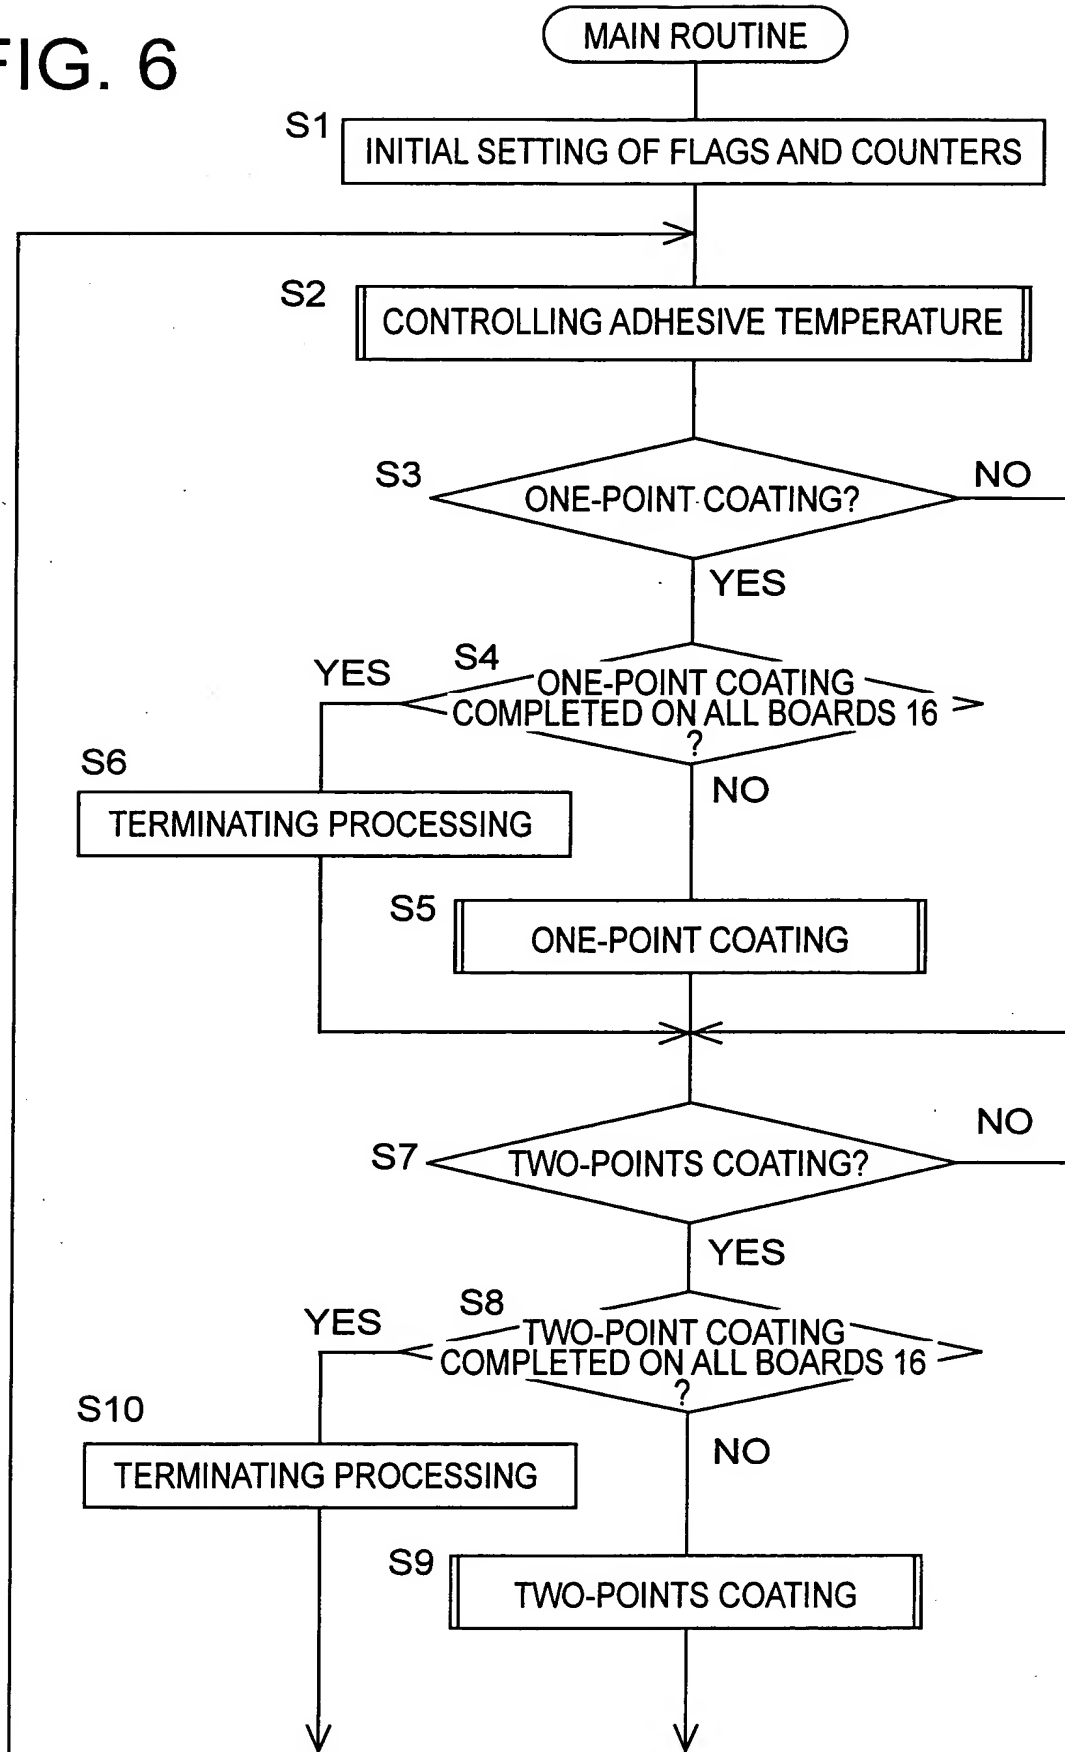 FIG. 6
MAIN ROUTINE
S1
INITIAL SETTING OF FLAGS AND COUNTERS
S2
CONTROLLING ADHESIVE TEMPERATURE
S3
ONE-POINT COATING?
NO
YES
S4
YES
ONE-POINT COATING
COMPLETED ON ALL BOARDS 16
?
S6
NO
TERMINATING PROCESSING
S5
ONE-POINT COATING
NO
S7
TWO-POINTS COATING?
YES
S8
YES
TWO-POINT COATING
COMPLETED ON ALL BOARDS 16
?
S10
NO
TERMINATING PROCESSING
S9
TWO-POINTS COATING